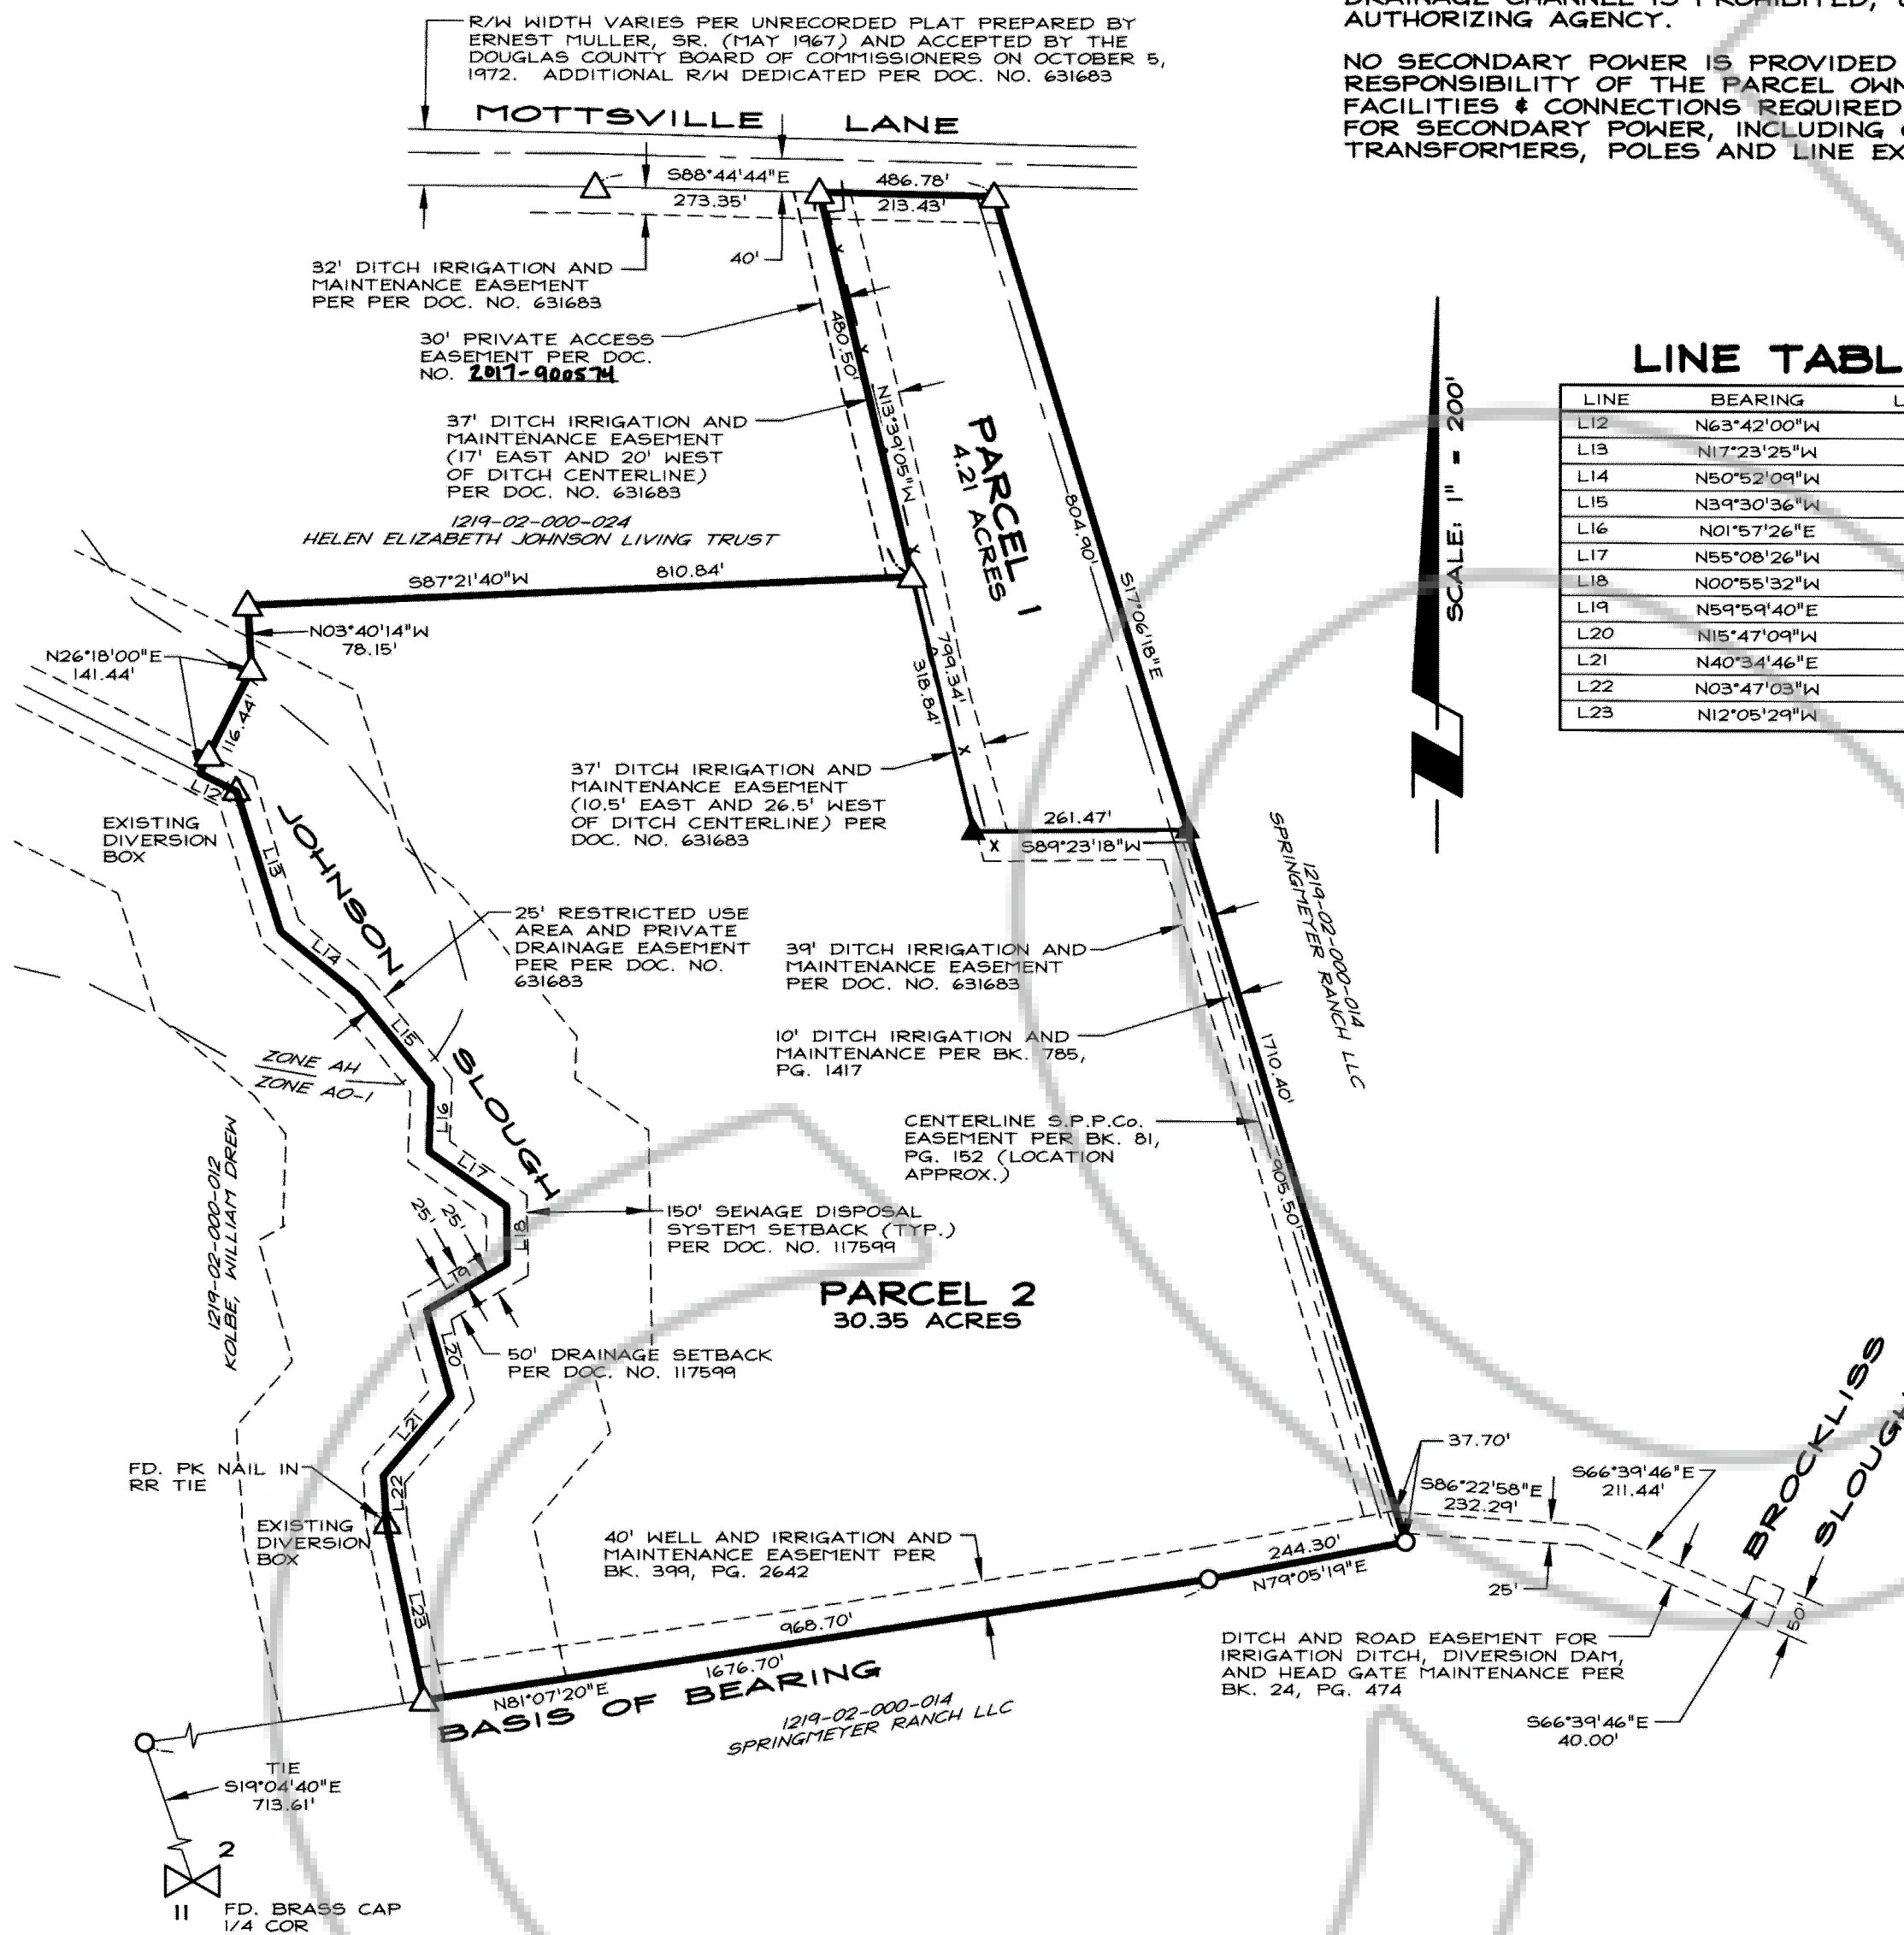 R/W WIDTH VARIES PER UNRECORDED PLAT PREPARED BY
ERNEST MULLER, SR. (MAY 1967) AND ACCEPTED BY THE
DOUGLAS COUNTY BOARD OF COMMISSIONERS ON OCTOBER 5,
1972. ADDITIONAL R/W DEDICATED PER DOC. NO. 631683
AUTHORIZING AGENCY.
NO SECONDARY POWER IS PROVIDED
RESPONSIBILITY OF THE PARCEL
FACILITIES & CONNECTIONS REQUIRED
FOR SECONDARY POWER, INCLUDING
TRANSFORMERS, POLES AND LINE
MOTTSVILLE LANE
S88°44'44"E
273.35'
486.78'
213.43'
40'
32' DITCH IRRIGATION AND
MAINTENANCE EASEMENT
PER PER DOC. NO. 631683
30' PRIVATE ACCESS
EASEMENT PER DOC.
NO. 2017-900574
480.50'
N13°39'05"W
37' DITCH IRRIGATION AND
MAINTENANCE EASEMENT
(17' EAST AND 20' WEST
OF DITCH CENTERLINE)
PER DOC. NO. 631683
PARCEL 1
4.21 ACRES
804.90'
S17°06'18"E
SCALE: 1" = 200'
LINE
LINE BEARING
L12 N63°42'00"W
L13 N17°23'25"W
L14 N50°52'09"W
L15 N39°30'36"W
L16 N01°57'26"E
L17 N55°08'26"W
L18 N00°55'32"W
L19 N59°59'40"E
L20 N15°47'09"W
L21 N40°34'46"E
L22 N03°47'03"W
L23 N12°05'29"W
1219-02-000-024
HELEN ELIZABETH JOHNSON LIVING TRUST
S87°21'40"W 810.84'
N03°40'14"W
78.15'
N26°18'00"E
141.44'
116.44'
799.34'
318.84'
37' DITCH IRRIGATION AND
MAINTENANCE EASEMENT
(10.5' EAST AND 26.5' WEST
OF DITCH CENTERLINE) PER
DOC. NO. 631683
261.47'
S89°23'18"W
L12
EXISTING
DIVERSION
BOX
L13
JOHNSON SLOUGH
L14
25' RESTRICTED USE
AREA AND PRIVATE
DRAINAGE EASEMENT
PER PER DOC. NO.
631683
L15
39' DITCH IRRIGATION AND
MAINTENANCE EASEMENT
PER DOC. NO. 631683
1219-02-000-014
SPRINGMEYER RANCH LLC
10' DITCH IRRIGATION AND
MAINTENANCE PER BK. 785,
PG. 1417
1710.40'
ZONE AH
ZONE AO-1
L16
L17
CENTERLINE S.P.P.Co.
EASEMENT PER BK. 81,
PG. 152 (LOCATION
APPROX.)
905.50'
1219-02-000-012
KOLBE, WILLIAM DREW
25'
25'
L18
L19
150' SEWAGE DISPOSAL
SYSTEM SETBACK (TYP.)
PER DOC. NO. 117599
PARCEL 2
30.35 ACRES
L20
50' DRAINAGE SETBACK
PER DOC. NO. 117599
L21
FD. PK NAIL IN
RR TIE
L22
EXISTING
DIVERSION
BOX
L23
40' WELL AND IRRIGATION AND
MAINTENANCE EASEMENT PER
BK. 399, PG. 2642
37.70'
S86°22'58"E
232.29'
S66°39'46"E
211.44'
BROCKLISS
244.30'
N79°05'19"E
25'
50'
968.70'
1676.70'
N81°07'20"E
BASIS OF BEARING
1219-02-000-014
SPRINGMEYER RANCH LLC
DITCH AND ROAD EASEMENT FOR
IRRIGATION DITCH, DIVERSION DAM,
AND HEAD GATE MAINTENANCE PER
BK. 24, PG. 474
S66°39'46"E
40.00'
TIE
S19°04'40"E
713.61'
2
11
FD. BRASS CAP
1/4 COR